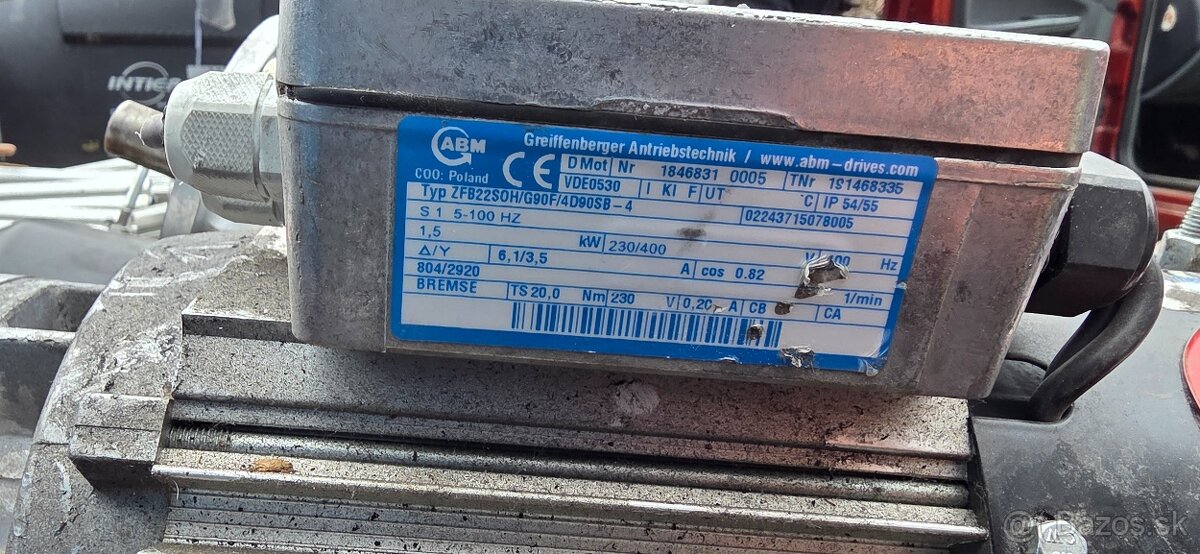 INTIEG
ABM
Greiffenberger Antriebstechnik / www.abm-drives.com
COO: Poland
CE
D Mot Nr 1846831 0005 TNr 191468335
VDE0530 I KI F UT °C IP 54/55
Typ ZFB22SOH/G90F/4D90SB-4 02243715078005
S 1 5-100 HZ
1,5 kW 230/400 V 100 Hz
Δ/Y 6,1/3,5 A cos 0.82
804/2920 1/min
BREMSE TS 20,0 Nm 230 V 0,20 A CB CA
Bazos.sk